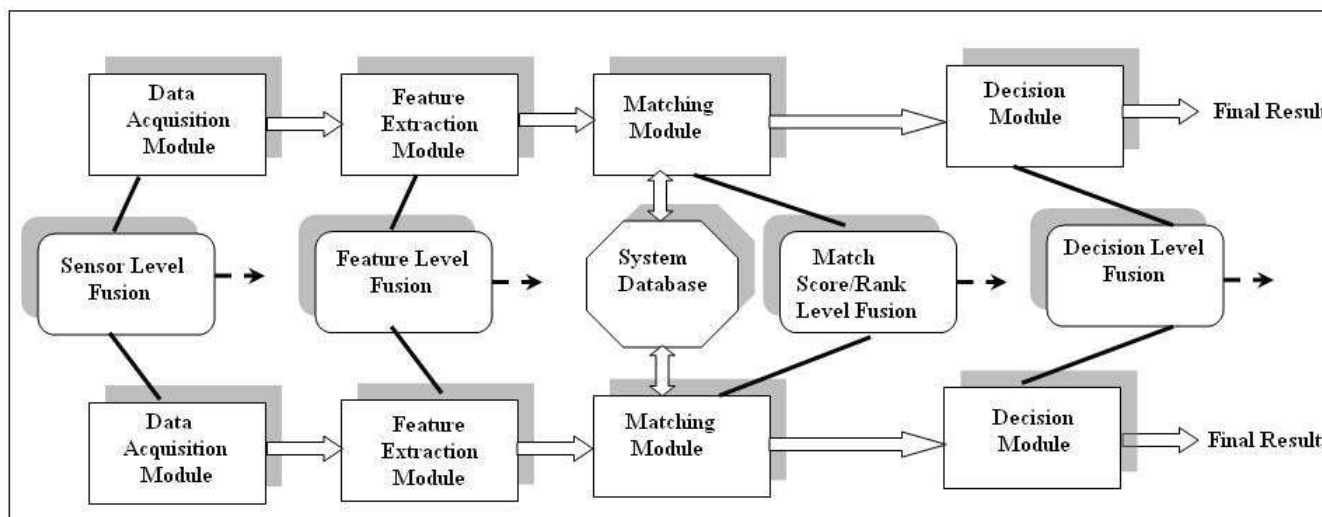 Data
Acquisition
Module
Feature
Extraction
Module
Matching
Module
Decision
Module
Final Result
Sensor Level
Fusion
Feature Level
Fusion
System
Database
Match
Score/Rank
Level Fusion
Decision Level
Fusion
Data
Acquisition
Module
Feature
Extraction
Module
Matching
Module
Decision
Module
Final Result